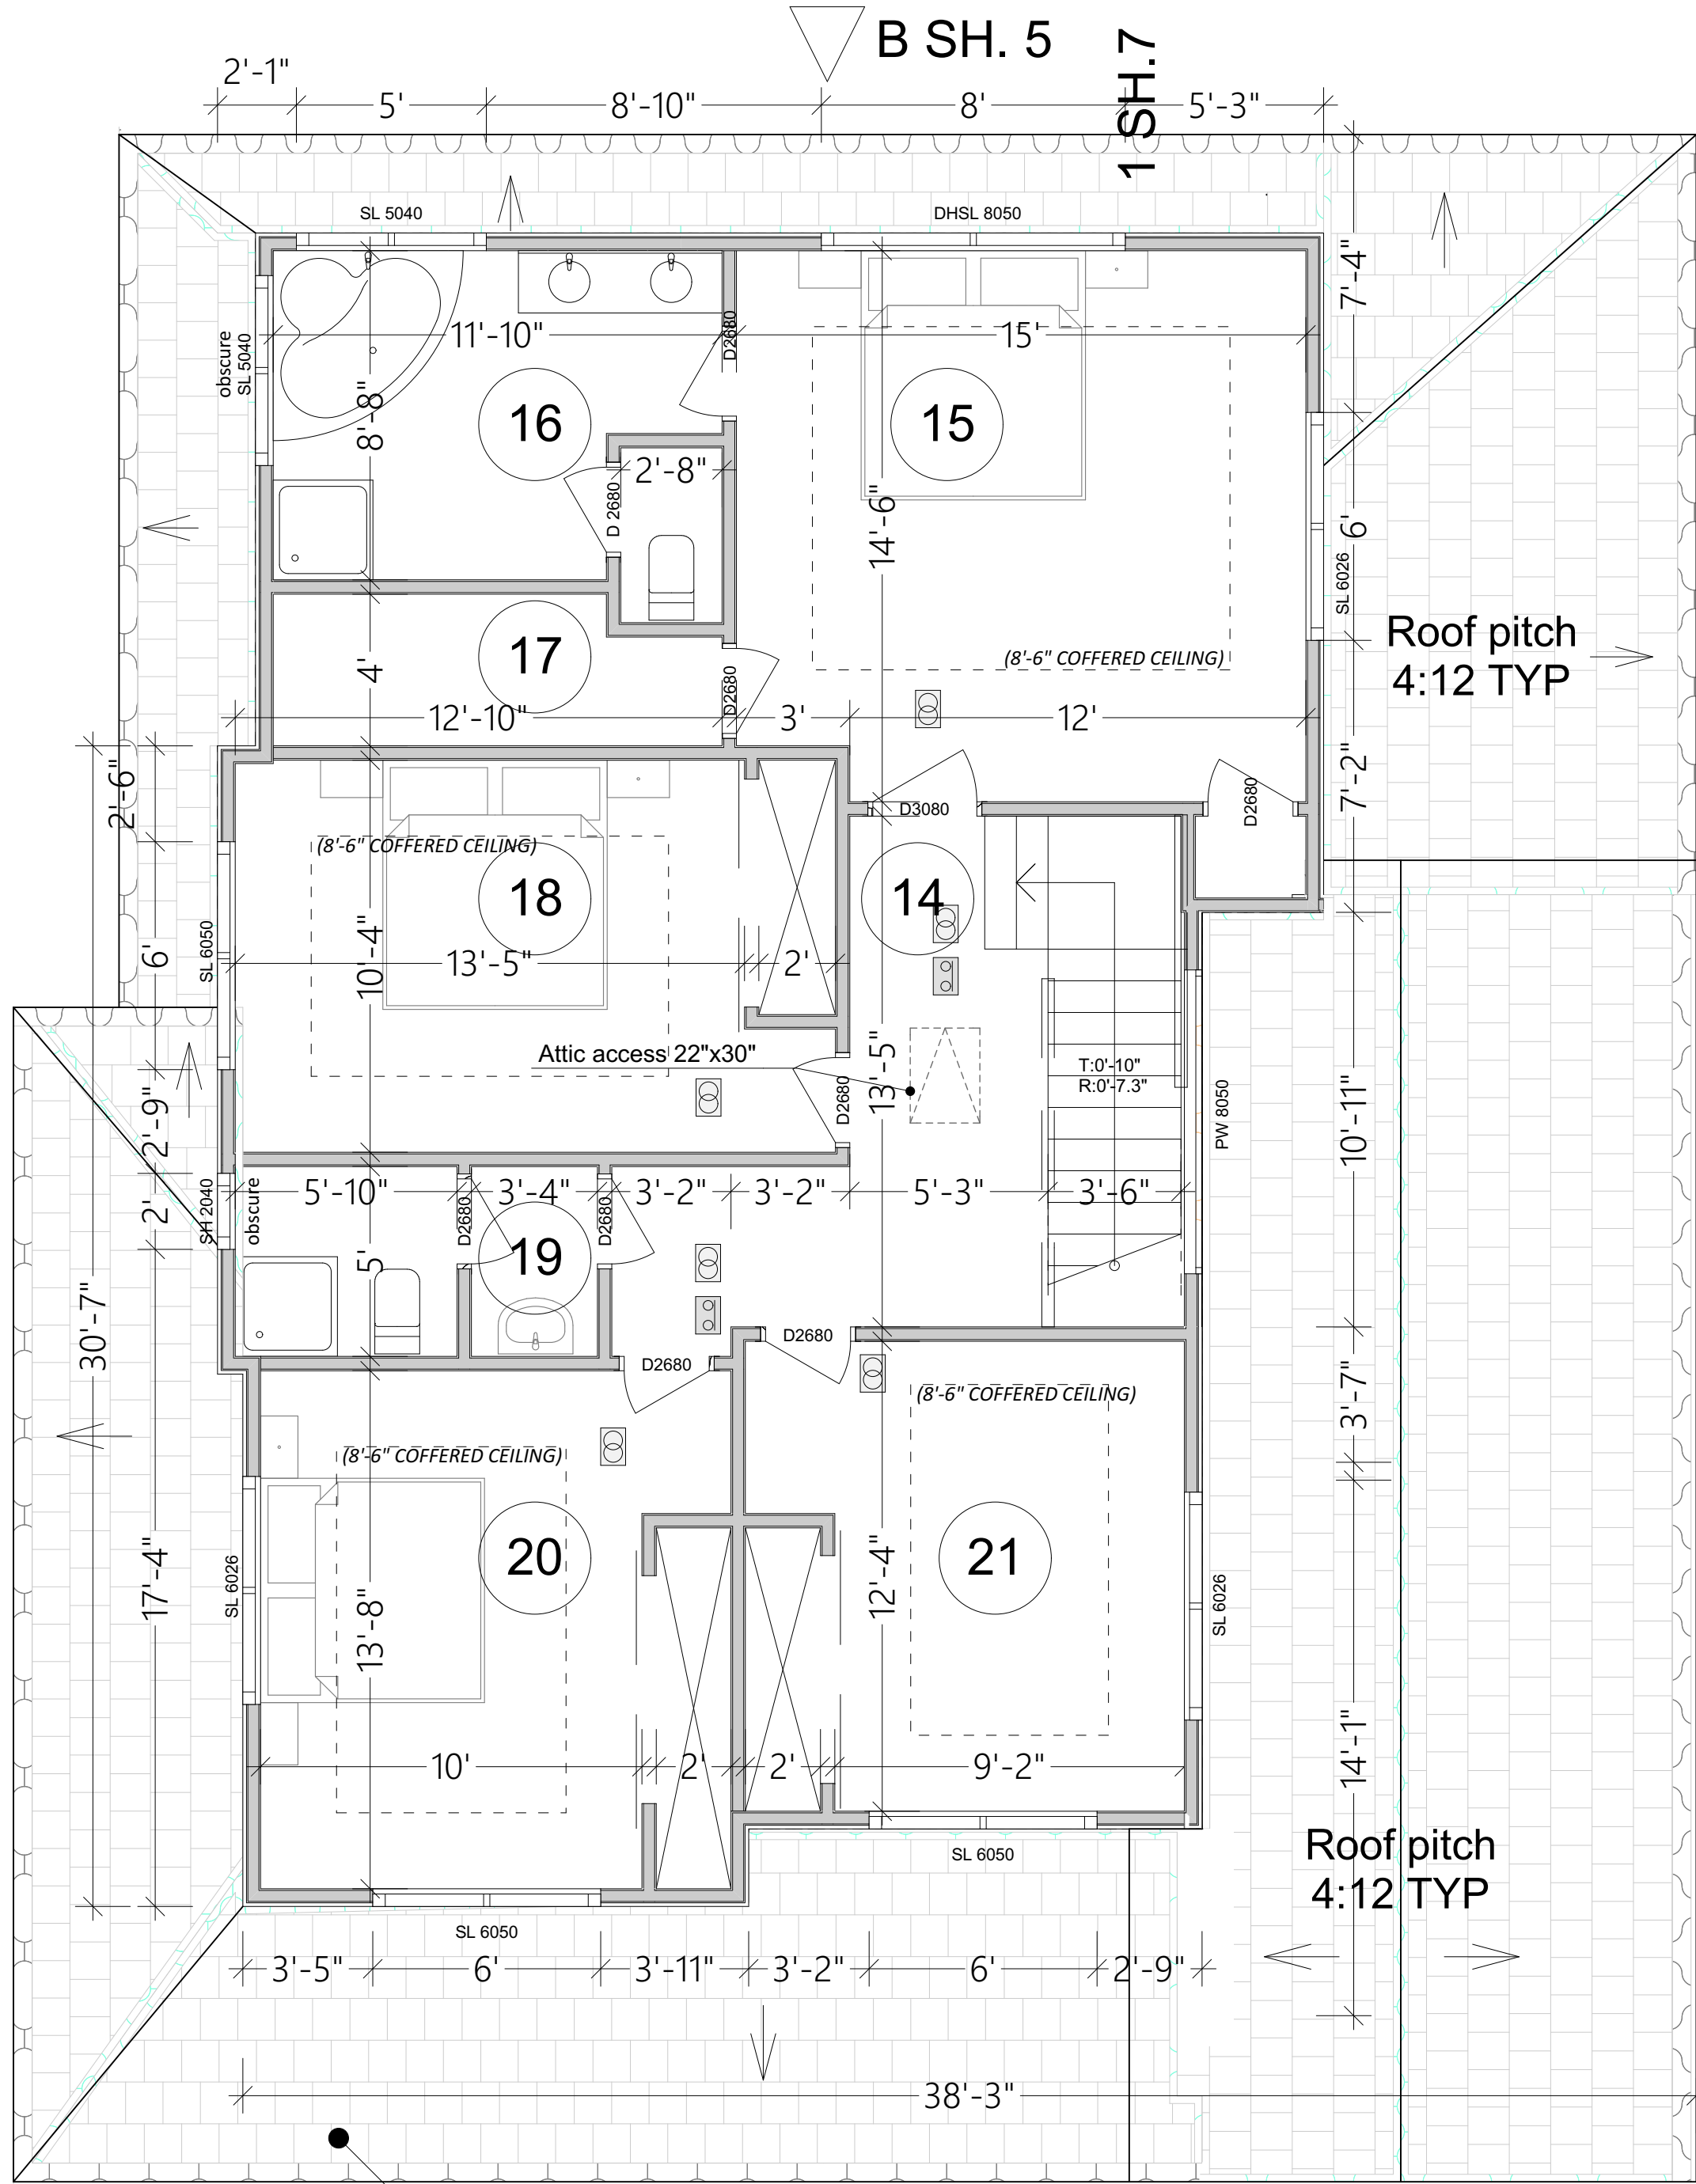 B SH. 5
1 SH.7
2'-1"
5'
8'-10"
8'
5'-3"
SL 5040
DHSL 8050
7'-4"
obscure
SL 5040
11'-10"
D2680
15'
8'-8"
16
15
2'-8"
D 2680
14'-6"
6'
SL 6026
Roof pitch
4:12 TYP
(8'-6" COFFERED CEILING)
17
4'
D2680
12'-10"
3'
12'
2'-6"
7'-2"
D3080
D2680
(8'-6" COFFERED CEILING)
18
14
SL 6050
6'
13'-5"
10'-4"
2'
Attic access 22"x30"
13'-5"
T:0'-10"
R:0'-7.3"
D2680
PW 8050
10'-11"
2'-9"
2'
SH 2040
obscure
5'-10"
3'-4"
3'-2"
3'-2"
5'-3"
3'-6"
D2680
D2680
19
5'
30'-7"
D2680
D2680
3'-7"
(8'-6" COFFERED CEILING)
(8'-6" COFFERED CEILING)
20
21
SL 6026
17'-4"
13'-8"
12'-4"
SL 6026
10'
2'
2'
9'-2"
14'-1"
SL 6050
Roof pitch
4:12 TYP
SL 6050
3'-5"
6'
3'-11"
3'-2"
6'
2'-9"
38'-3"